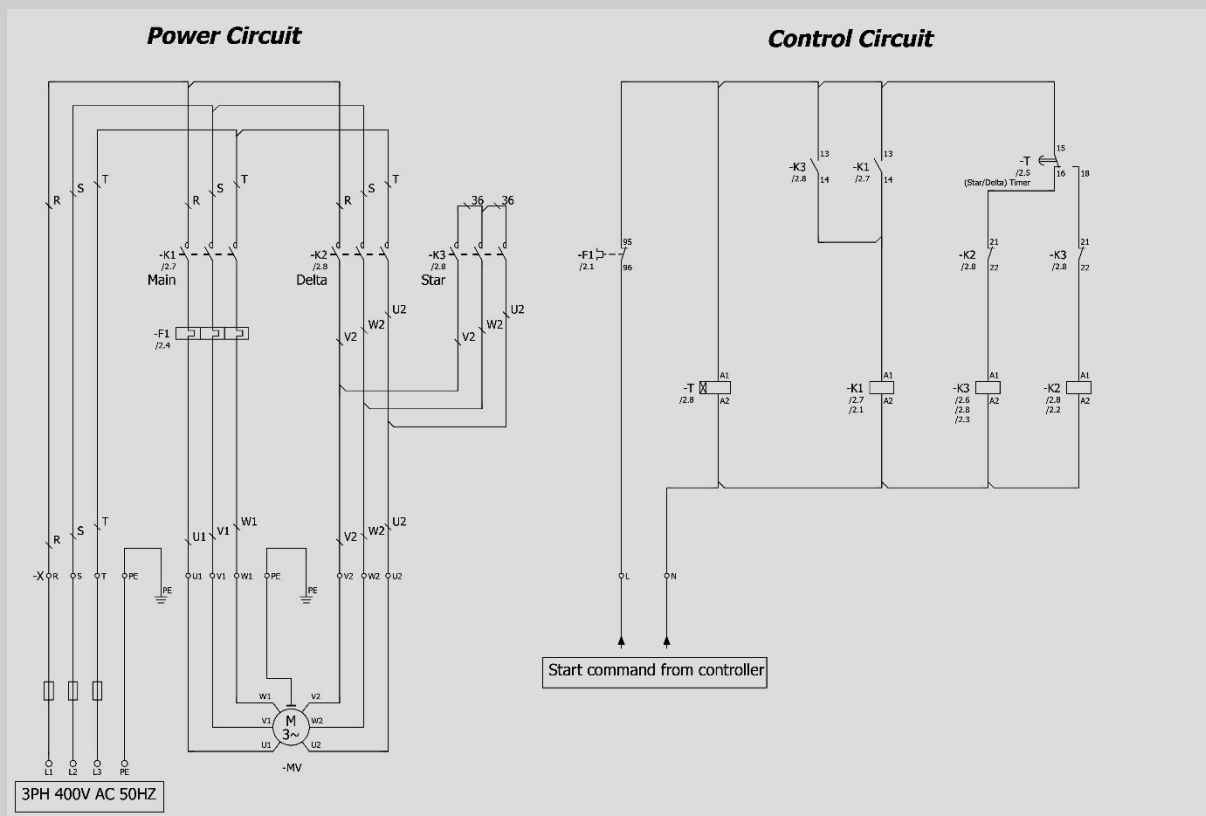 Power Circuit
Control Circuit
R
S
T
R
S
T
R
S
T
36
36
-K1
/2.7
Main
-K2
/2.8
Delta
-K3
/2.8
Star
-F1
/2.4
V2
W2
U2
V2
W2
U2
R
S
T
U1
V1
W1
V2
W2
U2
-X
R
S
T
PE
PE
U1
V1
W1
PE
PE
V2
W2
U2
W1
V1
U1
M
3~
V2
W2
U2
-MV
L1
L2
L3
PE
3PH 400V AC 50HZ
-K3
/2.8
13
14
-K1
/2.7
13
14
-T
/2.5
(Star/Delta) Timer
15
16
18
-F1
/2.1
95
96
-K2
/2.8
21
22
-K3
/2.8
21
22
-T
/2.8
A1
A2
-K1
/2.7
/2.1
A1
A2
-K3
/2.6
/2.8
/2.3
A1
A2
-K2
/2.8
/2.2
A1
A2
L
N
Start command from controller